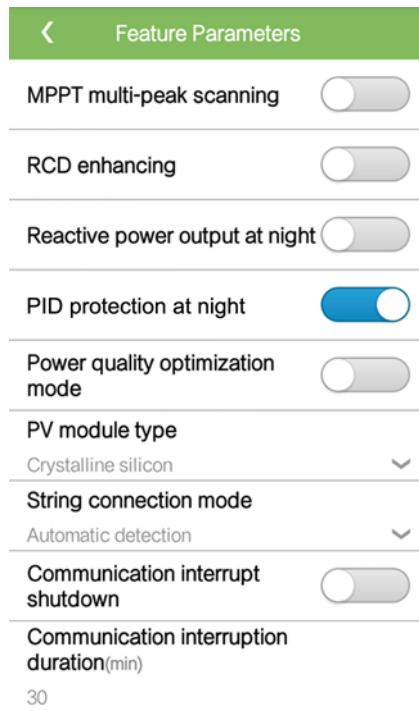 Feature Parameters
MPPT multi-peak scanning
RCD enhancing
Reactive power output at night
PID protection at night
Power quality optimization
mode
PV module type
Crystalline silicon
String connection mode
Automatic detection
Communication interrupt
shutdown
Communication interruption
duration(min)
30